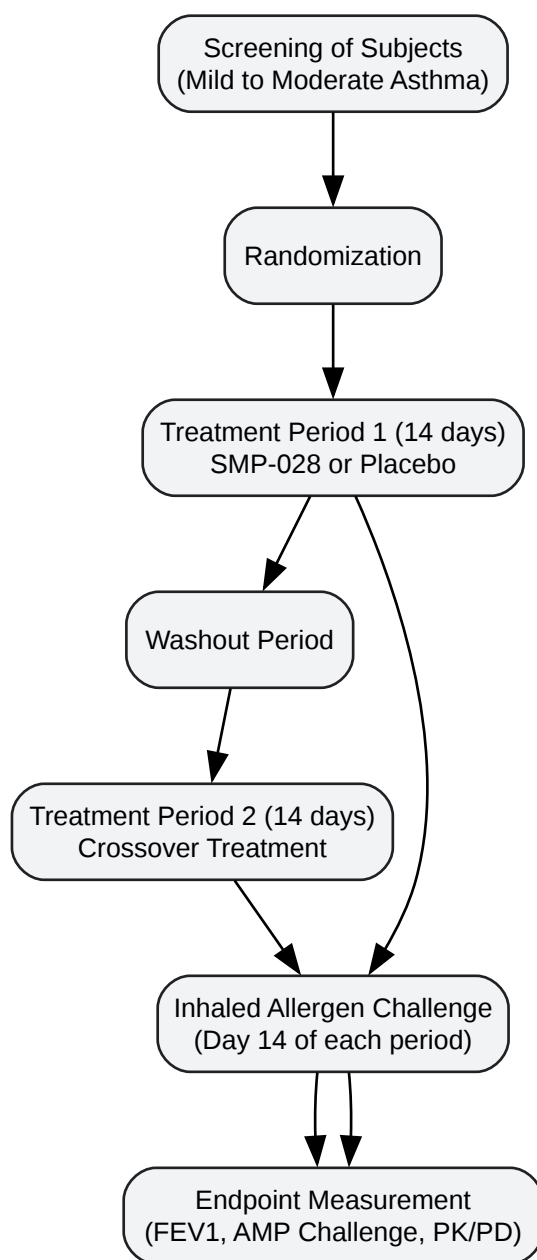 Screening of Subjects
(Mild to Moderate Asthma)
Randomization
Treatment Period 1 (14 days)
SMP-028 or Placebo
Washout Period
Treatment Period 2 (14 days)
Crossover Treatment
Inhaled Allergen Challenge
(Day 14 of each period)
Endpoint Measurement
(FEV1, AMP Challenge, PK/PD)